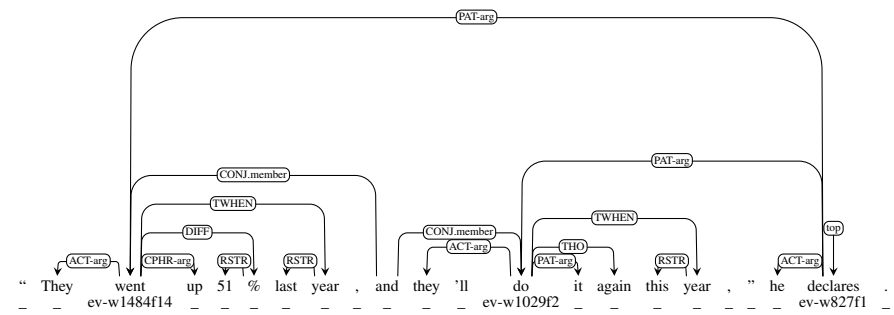 PAT-arg
PAT-arg
CONJ.member
TWHEN TWHEN
DIFF CONJ.member top
ACT-arg THO
ACT-arg CPHR-arg RSTR RSTR PAT-arg RSTR ACT-arg
“ They went up 51 % last year , and they ’ll do it again this year , ” he declares .
_ _ ev-w1484f14 _ _ _ _ _ _ _ _ _ ev-w1029f2 _ _ _ _ _ _ _ ev-w827f1 _